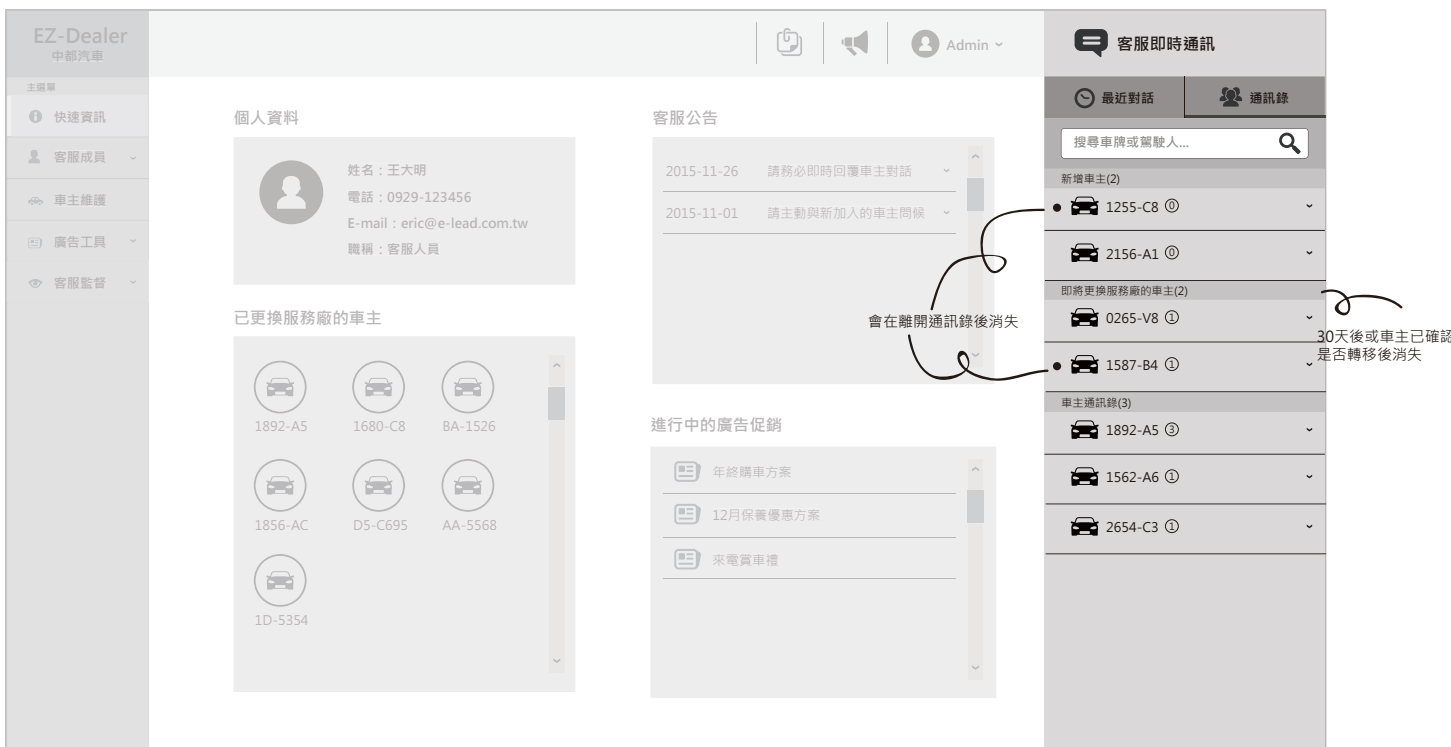 EZ-Dealer
中都汽車
主選單
快速資訊
客服成員
車主維護
廣告工具
客服監督
Admin
個人資料
姓名：王大明
電話：0929-123456
E-mail：eric@e-lead.com.tw
職稱：客服人員
已更換服務廠的車主
1892-A5 1680-C8 BA-1526
1856-AC D5-C695 AA-5568
1D-5354
客服公告
2015-11-26 請務必即時回覆車主對話
2015-11-01 請主動與新加入的車主問候
會在離開通訊錄後消失
進行中的廣告促銷
年終購車方案
12月保養優惠方案
來電賞車禮
客服即時通訊
最近對話 通訊錄
搜尋車牌或駕駛人...
新增車主(2)
1255-C8 ⓪
2156-A1 ⓪
即將更換服務廠的車主(2)
0265-V8 ①
1587-B4 ①
車主通訊錄(3)
1892-A5 ③
1562-A6 ①
2654-C3 ①
30天後或車主已確認
是否轉移後消失